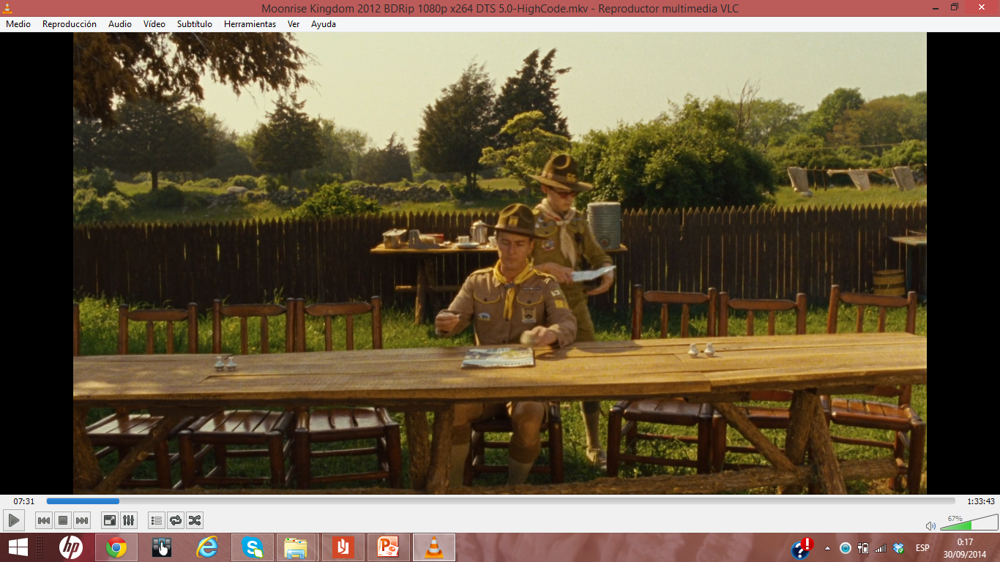 Moonrise Kingdom 2012 BDRip 1080p x264 DTS 5.0-HighCode.mkv - Reproductor multimedia VLC
Medio Reproducción Audio Vídeo Subtítulo Herramientas Ver Ayuda
07:31 1:33:43
67%
hp P ESP 0:17
30/09/2014